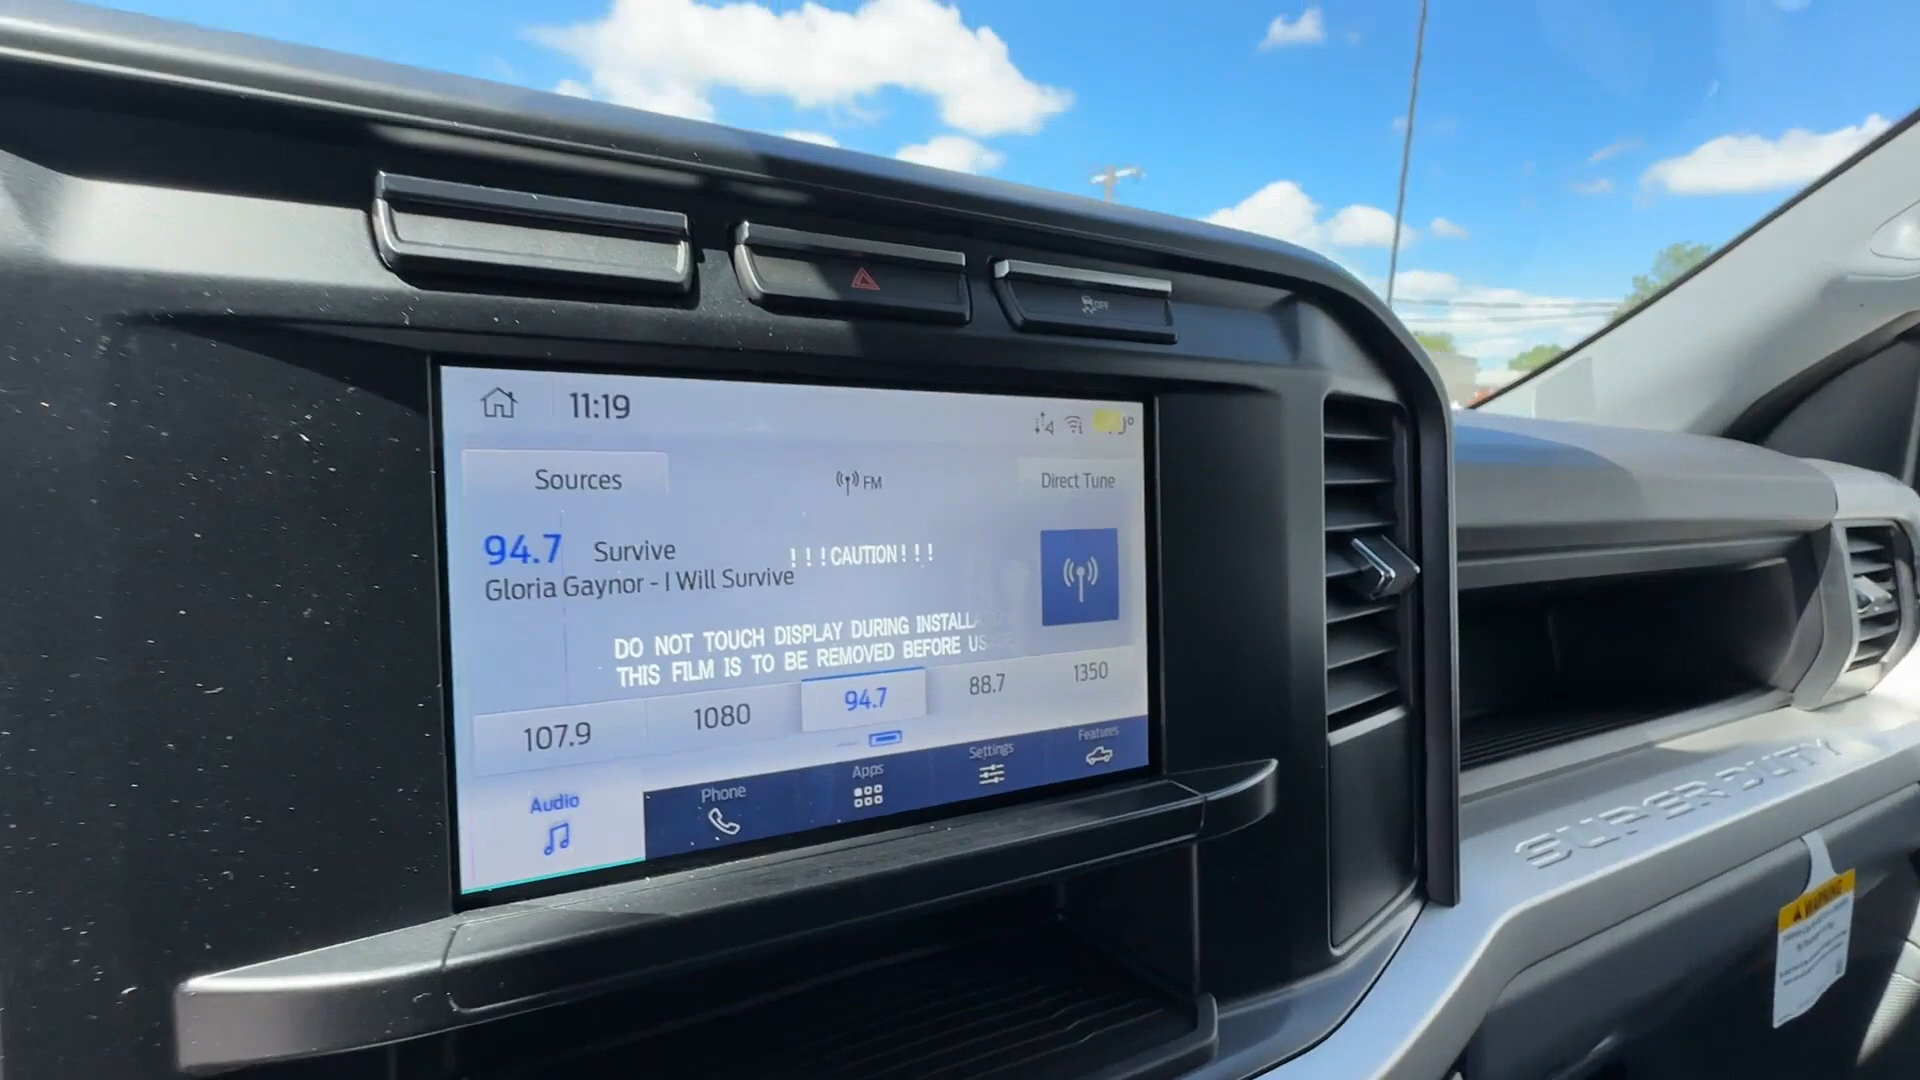 OFF
11:19
Sources
FM
Direct Tune
94.7 Survive
Gloria Gaynor - I Will Survive
!!!CAUTION!!!
DO NOT TOUCH DISPLAY DURING
THIS FILM IS TO BE REMOVED BEFORE
107.9 1080 94.7 88.7 1350
Audio Phone Apps Settings Features
SUPER DUTY
WARNING